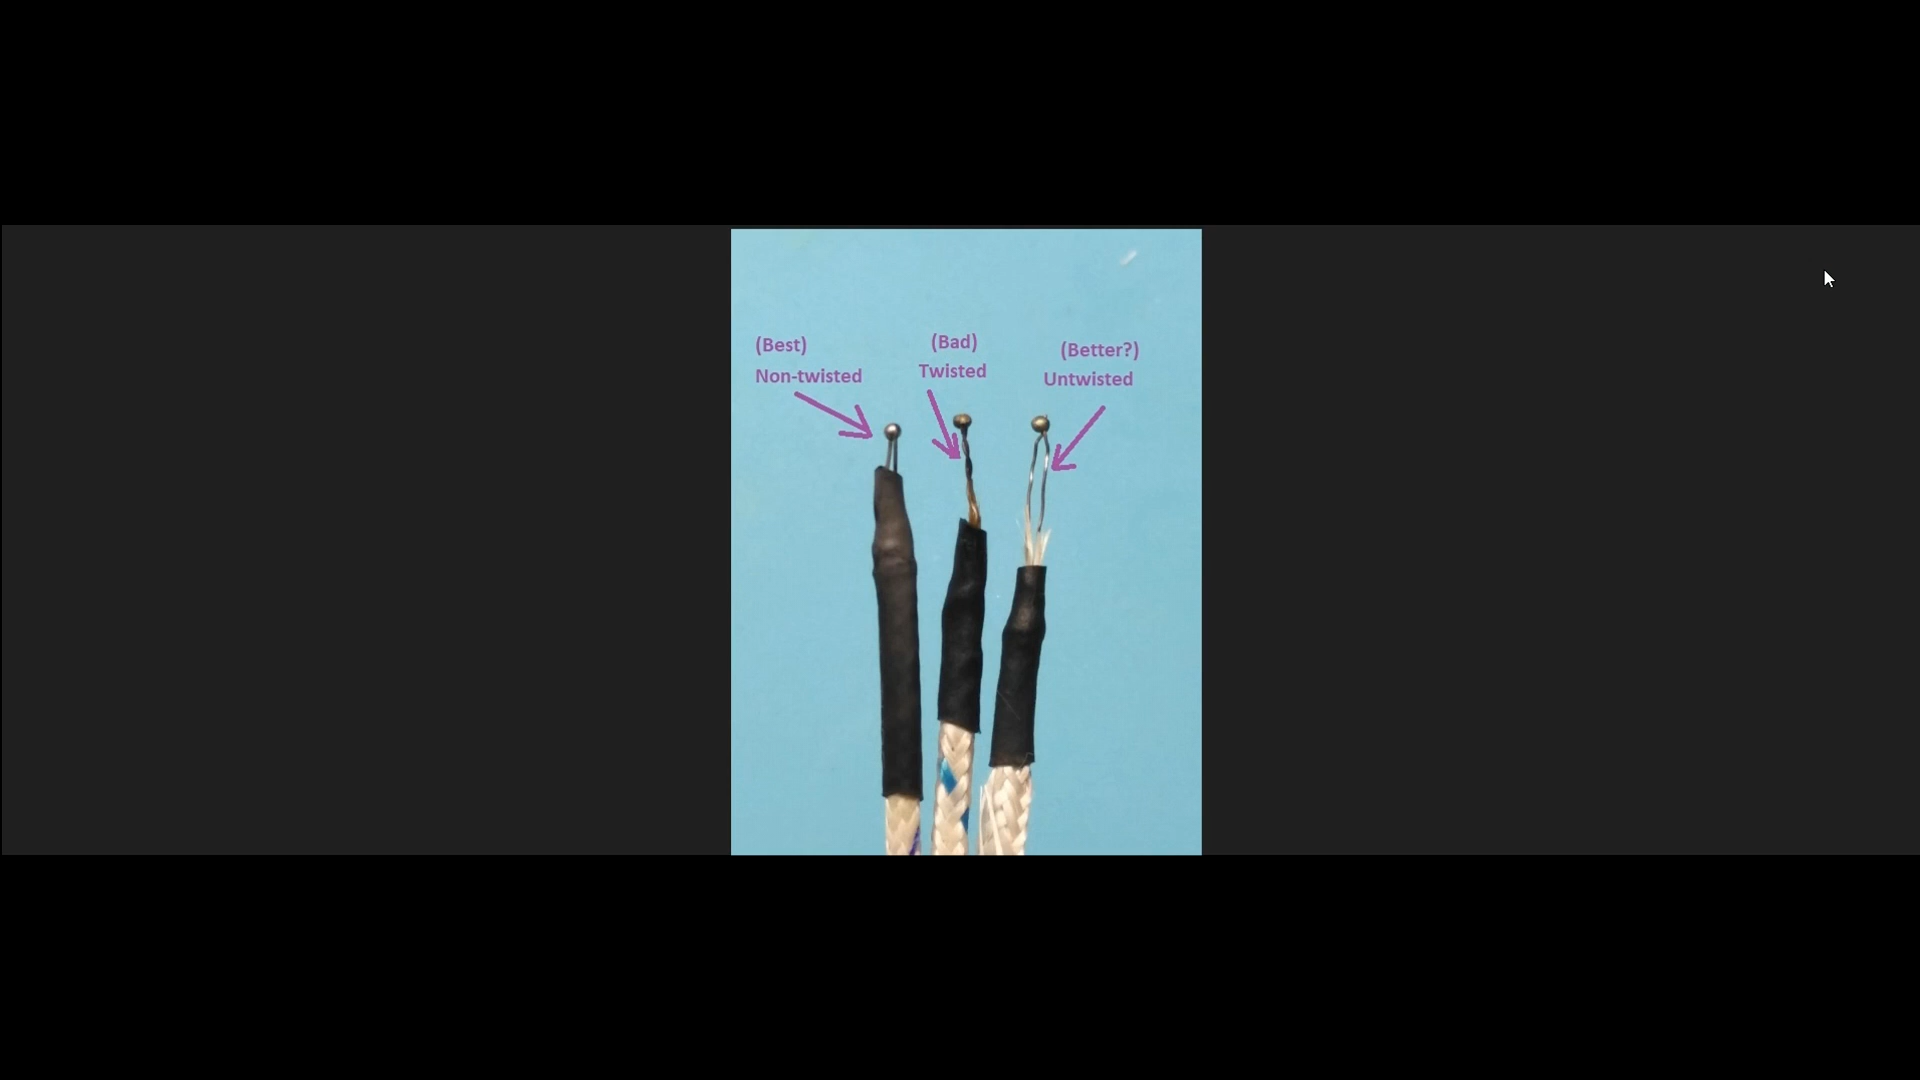 (Best)
Non-twisted
(Bad)
Twisted
(Better?)
Untwisted